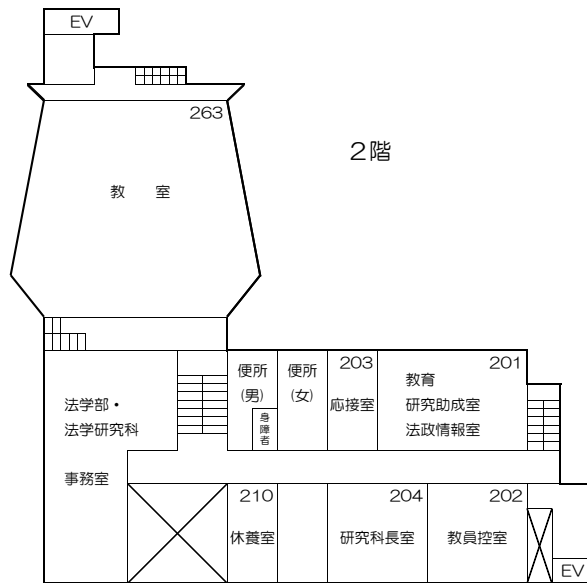 EV
263
2階
教 室
便所
(男)
身障者
便所
(女)
203
応接室
201
教育
研究助成室
法政情報室
法学部・
法学研究科
事務室
210
休養室
204
研究科長室
202
教員控室
EV